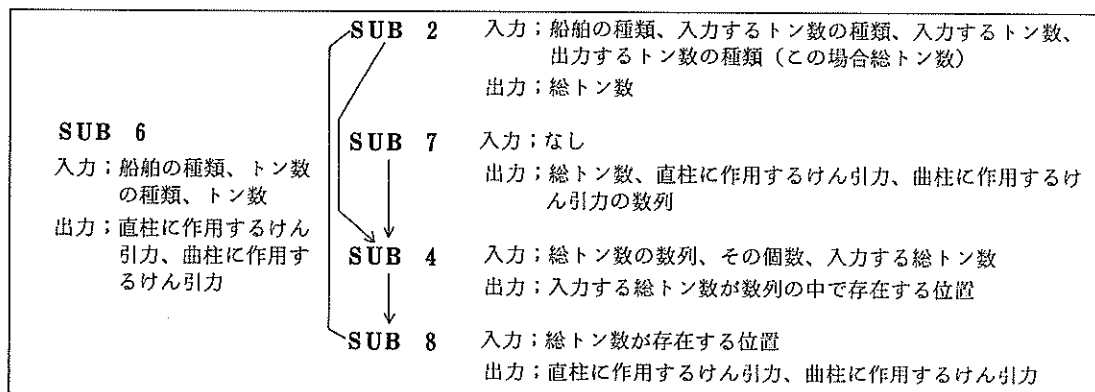 SUB 6
入力；船舶の種類、トン数
の種類、トン数
出力；直柱に作用するけん
引力、曲柱に作用す
るけん引力
SUB 2 入力；船舶の種類、入力するトン数の種類、入力するトン数、
出力するトン数の種類（この場合総トン数）
出力；総トン数
SUB 7 入力；なし
出力；総トン数、直柱に作用するけん引力、曲柱に作用するけ
ん引力の数列
SUB 4 入力；総トン数の数列、その個数、入力する総トン数
出力；入力する総トン数が数列の中で存在する位置
SUB 8 入力；総トン数が存在する位置
出力；直柱に作用するけん引力、曲柱に作用するけん引力